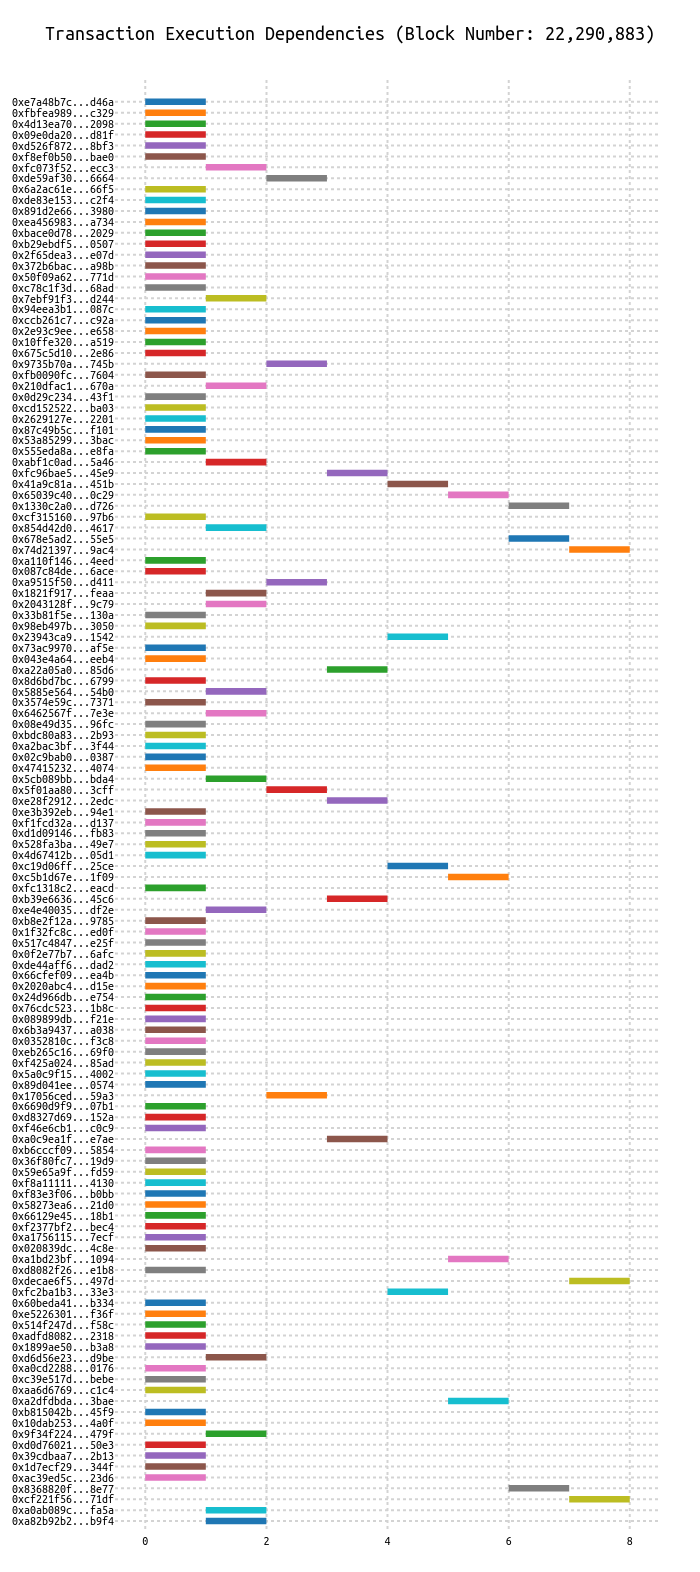 Transaction Execution Dependencies (Block Number: 22,290,883)
0xe7a48b7c...d46a
0xfbfea989...c329
0x4d13ea70...2098
0x09e0da20...d81f
0xd526f872...8bf3
0xf8ef0b50...bae0
0xfc073f52...ecc3
0xde59af30...6664
0x6a2ac61e...66f5
0xde83e153...c2f4
0x891d2e66...3980
0xea456983...a734
0xbace0d78...2029
0xb29ebdf5...0507
0x2f65dea3...e07d
0x372b6bac...a98b
0x50f09a62...771d
0xc78c1f3d...68ad
0x7ebf91f3...d244
0x94eea3b1...087c
0xccb261c7...c92a
0x2e93c9ee...e658
0x10ffe320...a519
0x675c5d10...2e86
0x9735b70a...745b
0xfb0090fc...7604
0x210dfac1...670a
0x0d29c234...43f1
0xcd152522...ba03
0x2629127e...2201
0x87c49b5c...f101
0x53a85299...3bac
0x555eda8a...e8fa
0xabf1c0ad...5a46
0xfc96bae5...45e9
0x41a9c81a...451b
0x65039c40...0c29
0x1330c2a0...d726
0xcf315160...97b6
0x854d42d0...4617
0x678e5ad2...55e5
0x74d21397...9ac4
0xa110f146...4eed
0x087c84de...6ace
0xa9515f50...d411
0x1821f917...feaa
0x2043128f...9c79
0x33b81f5e...130a
0x98eb497b...3050
0x23943ca9...1542
0x73ac9970...af5e
0x043e4a64...eeb4
0xa22a05a0...85d6
0x8d6bd7bc...6799
0x5885e564...54b0
0x3574e59c...7371
0x6462567f...7e3e
0x08e49d35...96fc
0xbdc80a83...2b93
0xa2bac3bf...3f44
0x02c9bab0...0387
0x47415232...4074
0x5cb089bb...bda4
0x5f01aa80...3cff
0xe28f2912...2edc
0xe3b392eb...94e1
0xf1fcd32a...d137
0xd1d09146...fb83
0x528fa3ba...49e7
0x4d67412b...05d1
0xc19d06ff...25ce
0xc5b1d67e...1f09
0xfc1318c2...eacd
0xb39e6636...45c6
0xe4e40035...df2e
0xb8e2f12a...9785
0x1f32fc8c...ed0f
0x517c4847...e25f
0x0f2e77b7...6afc
0xde44aff6...dad2
0x66cfef09...ea4b
0x2020abc4...d15e
0x24d966db...e754
0x76cdc523...1b8c
0x089899db...f21e
0x6b3a9437...a038
0x0352810c...f3c8
0xeb265c16...69f0
0xf425a024...85ad
0x5a0c9f15...4002
0x89d041ee...0574
0x17056ced...59a3
0x6690d9f9...07b1
0xd8327d69...152a
0xf46e6cb1...c0c9
0xa0c9ea1f...e7ae
0xb6cccf09...5854
0x36f80fc7...19d9
0x59e65a9f...fd59
0xf8a11111...4130
0xf83e3f06...b0bb
0x58273ea6...21d0
0x66129e45...18b1
0xf2377bf2...bec4
0xa1756115...7ecf
0x020839dc...4c8e
0xa1bd23bf...1094
0xd8082f26...e1b8
0xdecae6f5...497d
0xfc2ba1b3...33e3
0x60beda41...b334
0xe5226301...f36f
0x514f247d...f58c
0xadfd8082...2318
0x1899ae50...b3a8
0xd6d56e23...d9be
0xa0cd2288...0176
0xc39e517d...bebe
0xaa6d6769...c1c4
0xa2dfdbda...3bae
0xb815042b...45f9
0x10dab253...4a0f
0x9f34f224...479f
0xd0d76021...50e3
0x39cdbaa7...2b13
0x1d7ecf29...344f
0xac39ed5c...23d6
0x8368820f...8e77
0xcf221f56...71df
0xa0ab089c...fa5a
0xa82b92b2...b9f4
0 2 4 6 8